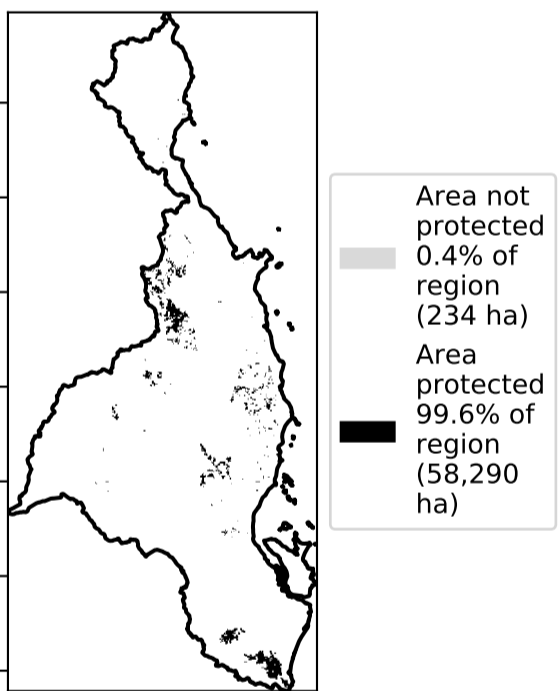 Area not
protected
0.4% of
region
(234 ha)
Area
protected
99.6% of
region
(58,290
ha)